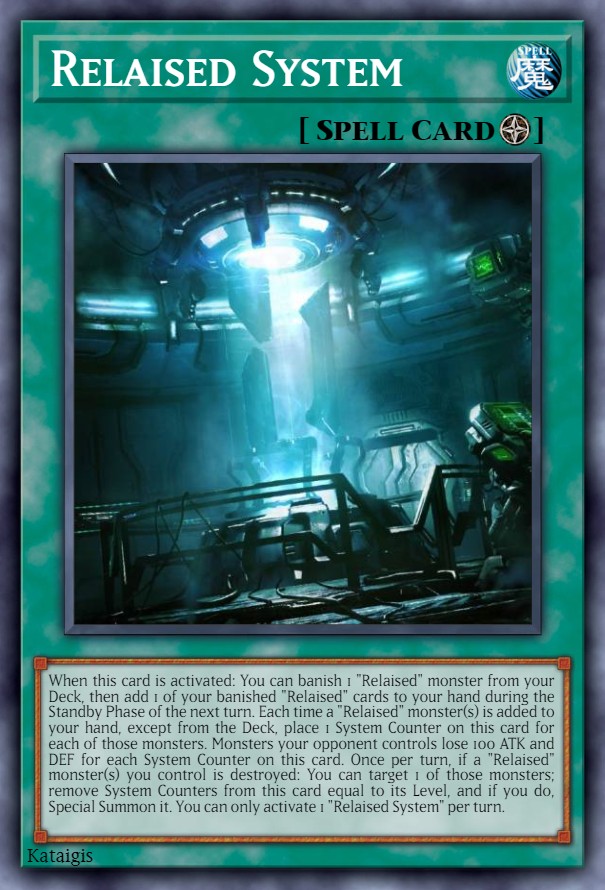 Relaised System
SPELL
魔
[ Spell Card ]
When this card is activated: You can banish 1 "Relaised" monster from your
Deck, then add 1 of your banished "Relaised" cards to your hand during the
Standby Phase of the next turn. Each time a "Relaised" monster(s) is added to
your hand, except from the Deck, place 1 System Counter on this card for
each of those monsters. Monsters your opponent controls lose 100 ATK and
DEF for each System Counter on this card. Once per turn, if a "Relaised"
monster(s) you control is destroyed: You can target 1 of those monsters;
remove System Counters from this card equal to its Level, and if you do,
Special Summon it. You can only activate 1 "Relaised System" per turn.
Kataigis